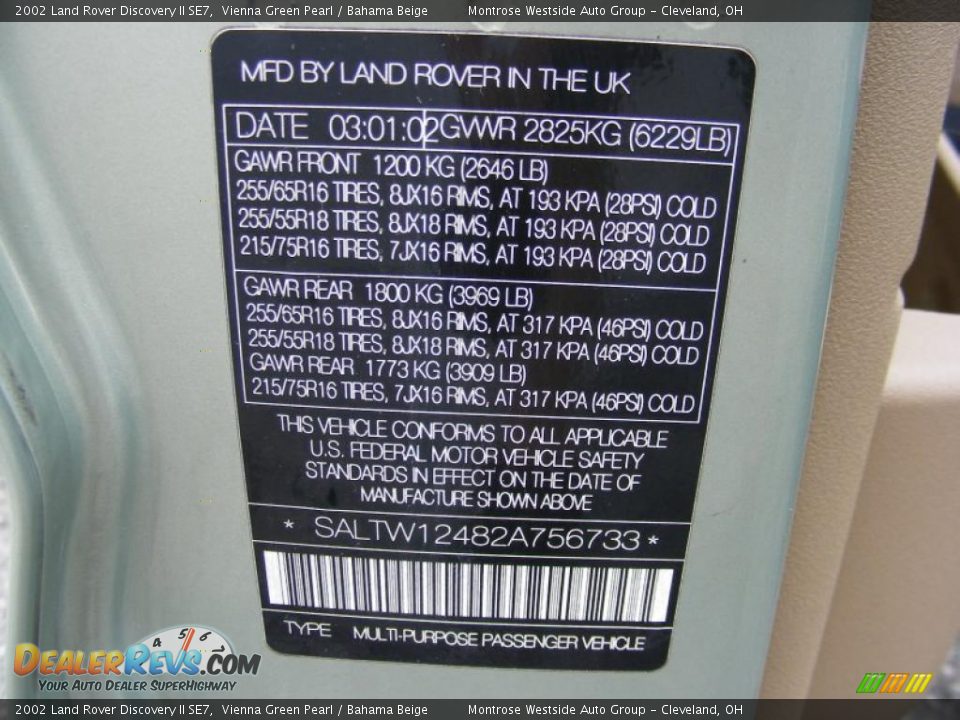 2002 Land Rover Discovery II SE7, Vienna Green Pearl / Bahama Beige Montrose Westside Auto Group - Cleveland, OH
MFD BY LAND ROVER IN THE UK
DATE 03:01:02 GVWR 2825KG (6229LB)
GAWR FRONT 1200 KG (2646 LB)
255/65R16 TIRES, 8JX16 RIMS, AT 193 KPA (28PSI) COLD
255/55R18 TIRES, 8JX18 RIMS, AT 193 KPA (28PSI) COLD
215/75R16 TIRES, 7JX16 RIMS, AT 193 KPA (28PSI) COLD
GAWR REAR 1800 KG (3969 LB)
255/65R16 TIRES, 8JX16 RIMS, AT 317 KPA (46PSI) COLD
255/55R18 TIRES, 8JX18 RIMS, AT 317 KPA (46PSI) COLD
GAWR REAR 1773 KG (3909 LB)
215/75R16 TIRES, 7JX16 RIMS, AT 317 KPA (46PSI) COLD
THIS VEHICLE CONFORMS TO ALL APPLICABLE
U.S. FEDERAL MOTOR VEHICLE SAFETY
STANDARDS IN EFFECT ON THE DATE OF
MANUFACTURE SHOWN ABOVE
* SALTW12482A756733 *
TYPE MULTI-PURPOSE PASSENGER VEHICLE
4 5 6
DEALERREVS.COM
YOUR AUTO DEALER SUPERHIGHWAY
2002 Land Rover Discovery II SE7, Vienna Green Pearl / Bahama Beige Montrose Westside Auto Group - Cleveland, OH